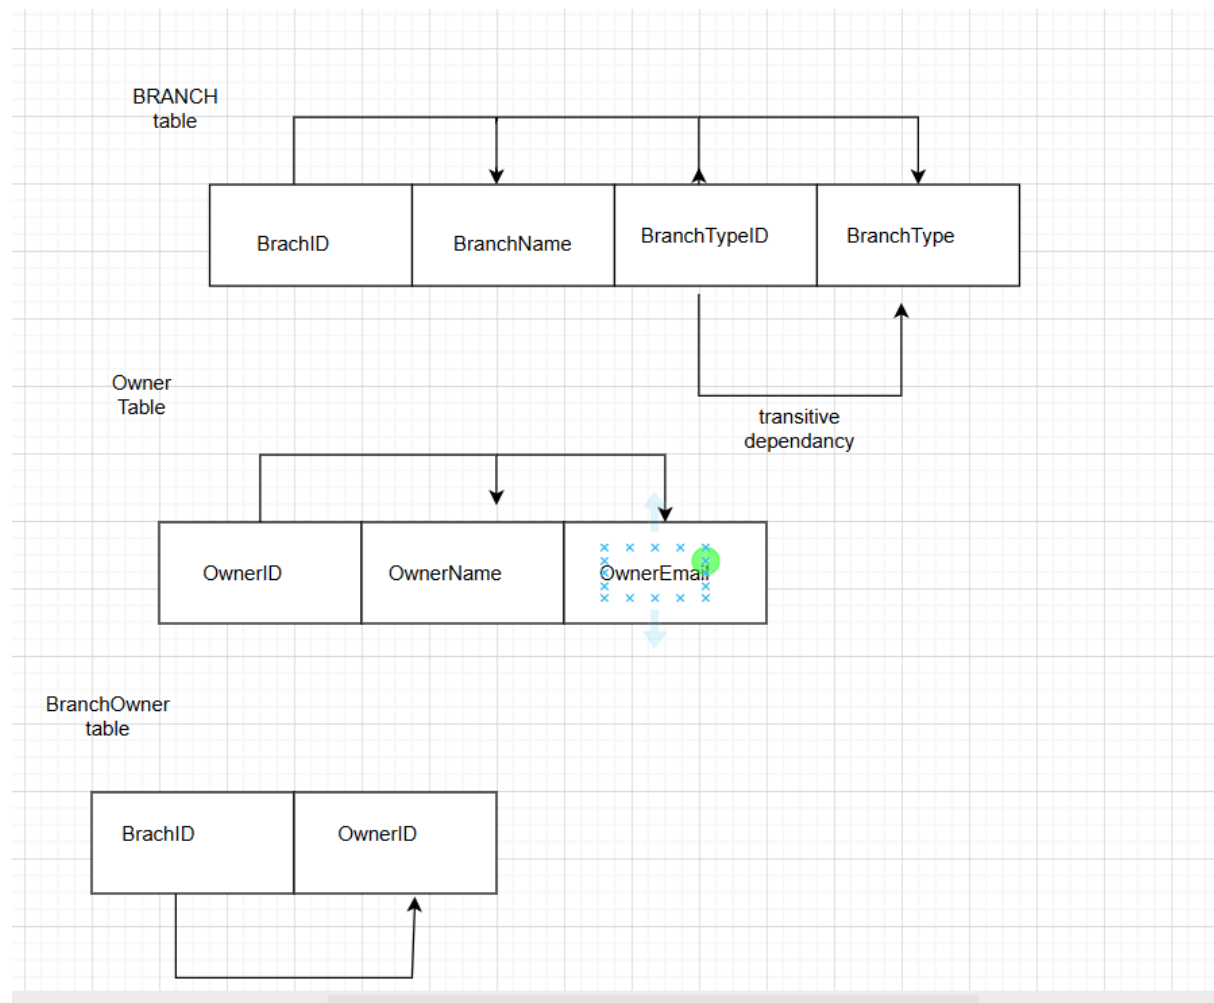 BRANCH
table
BrachID
BranchName
BranchTypeID
BranchType
transitive
dependancy
Owner
Table
OwnerID
OwnerName
OwnerEmail
BranchOwner
table
BrachID
OwnerID